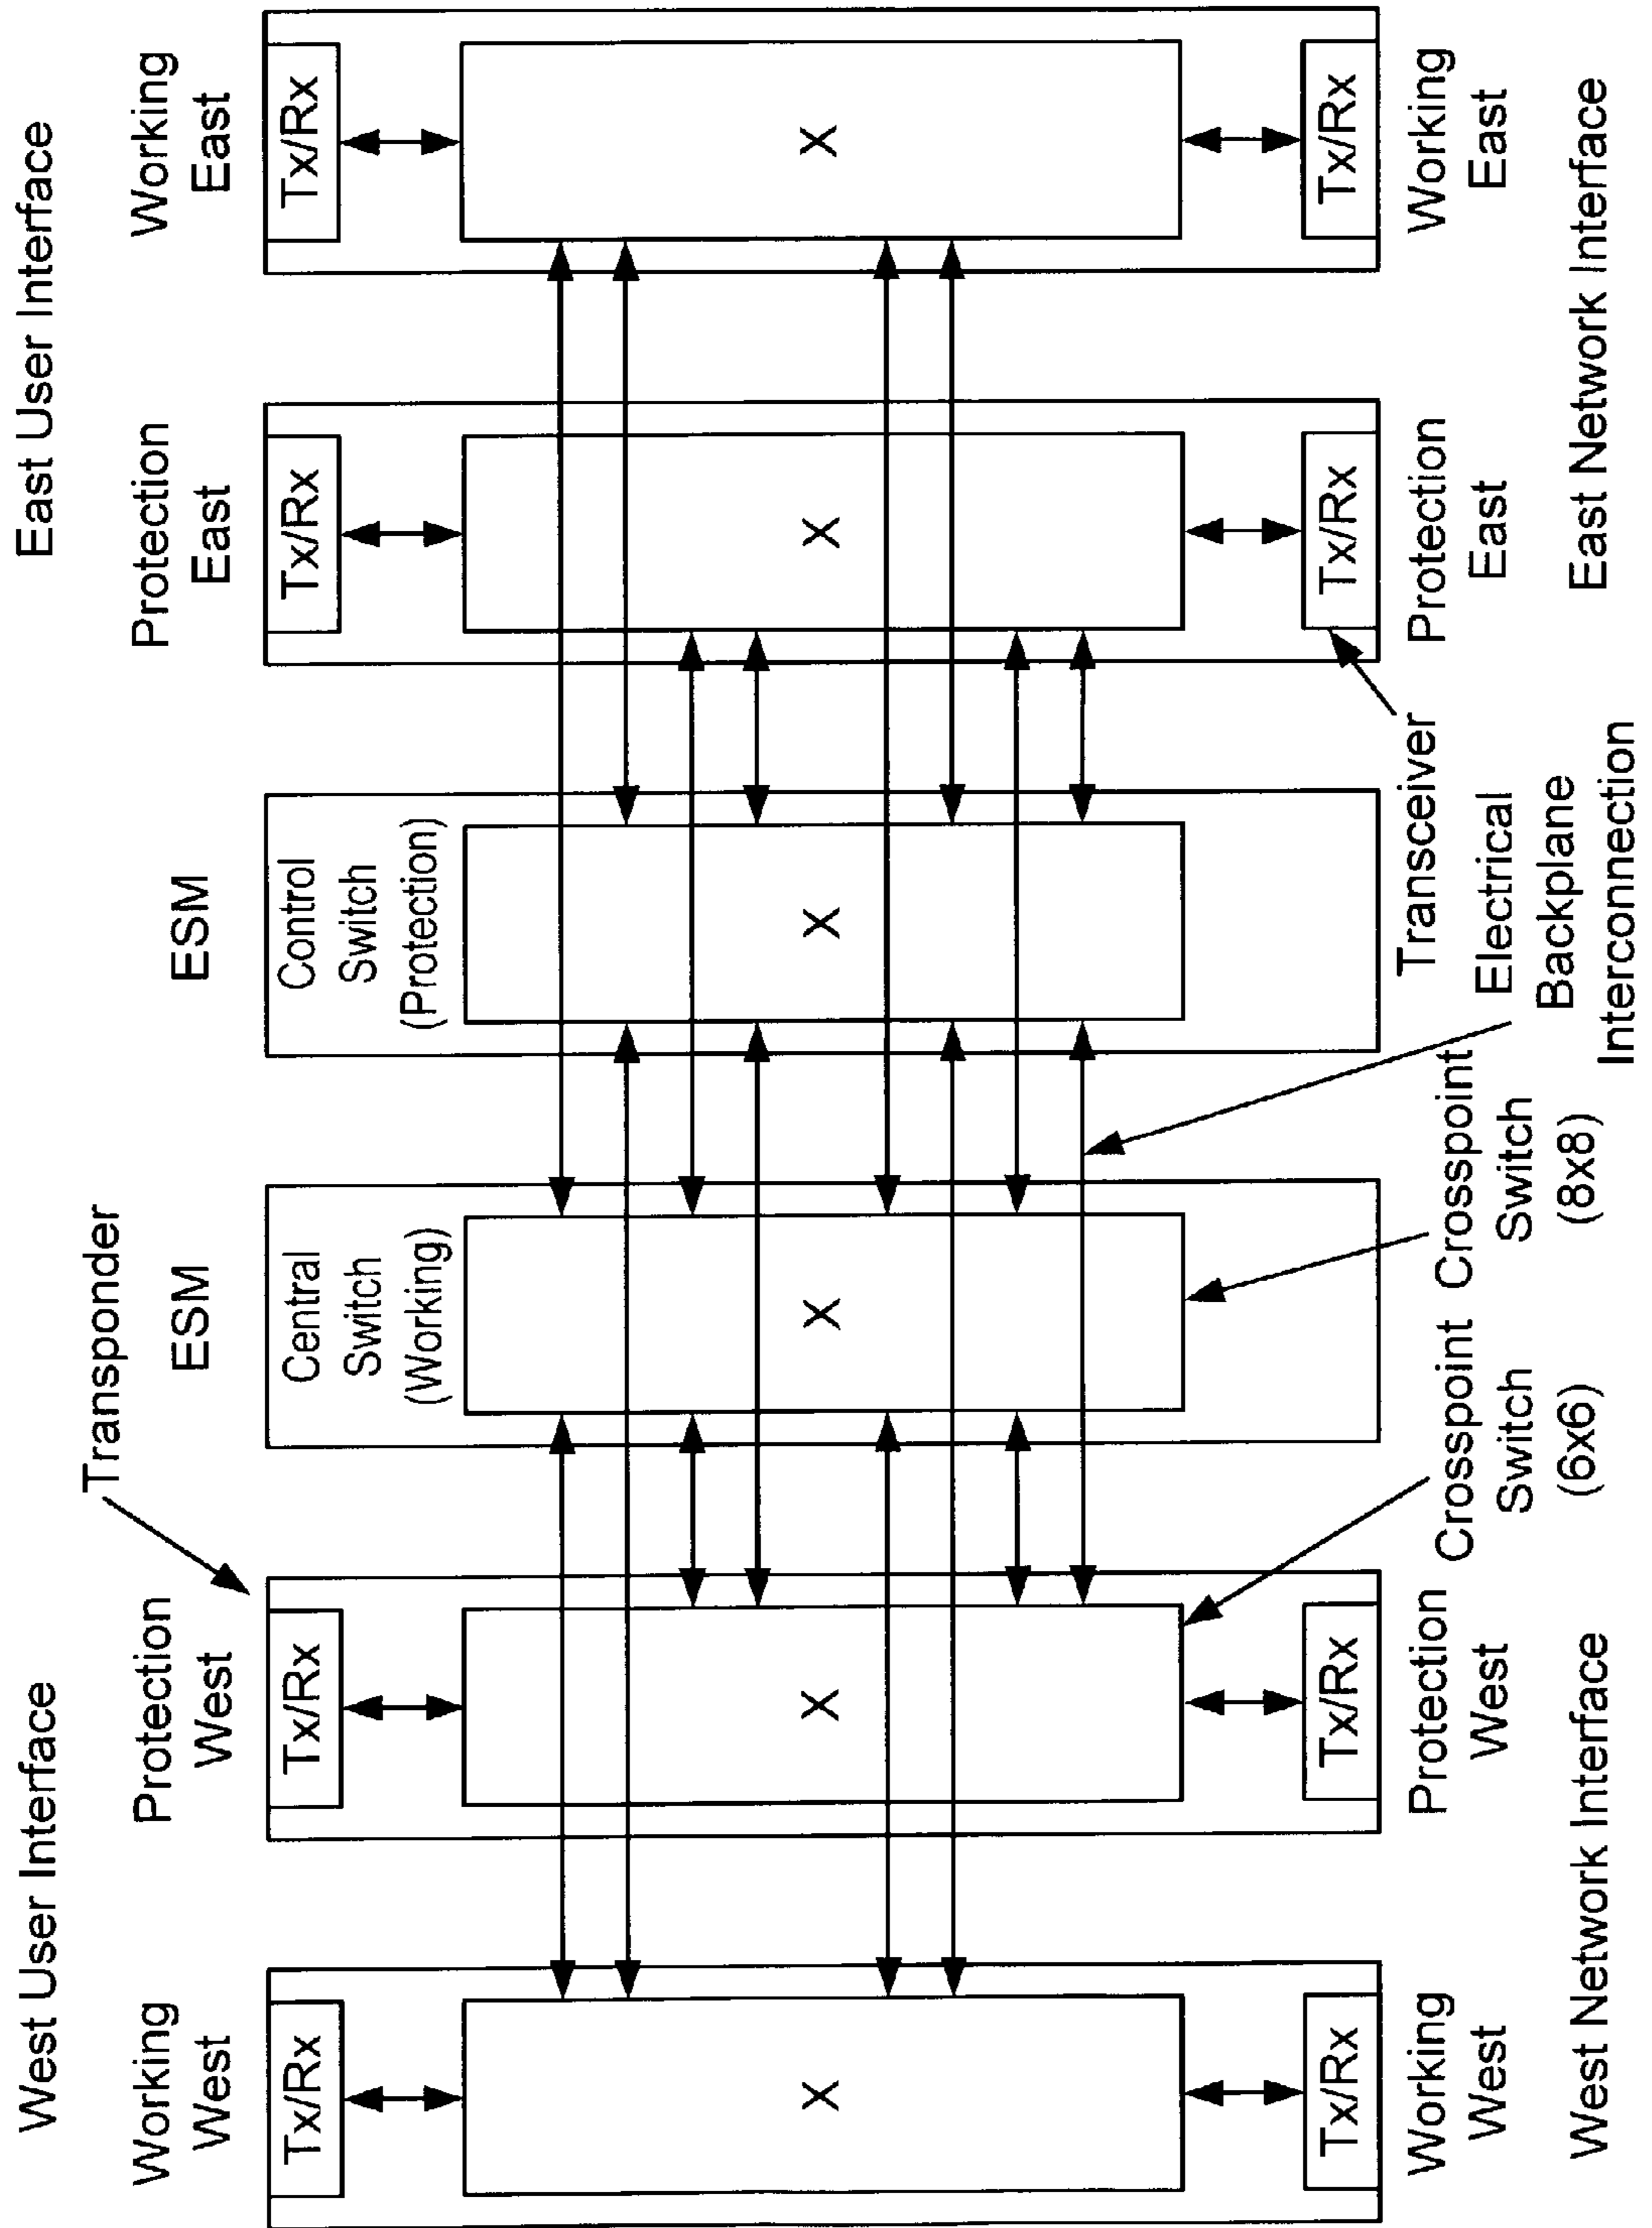 West User Interface
East User Interface
Transponder
Working
West
Protection
West
ESM
ESM
Protection
East
Working
East
Tx/Rx
Tx/Rx
Central
Switch
(Working)
Control
Switch
(Protection)
Tx/Rx
Tx/Rx
X
X
X
X
X
X
Tx/Rx
Tx/Rx
Tx/Rx
Tx/Rx
Working
West
Protection
West
Crosspoint
Switch
(6x6)
Crosspoint
Switch
(8x8)
Transceiver
Electrical
Backplane
Interconnection
Protection
East
Working
East
West Network Interface
East Network Interface